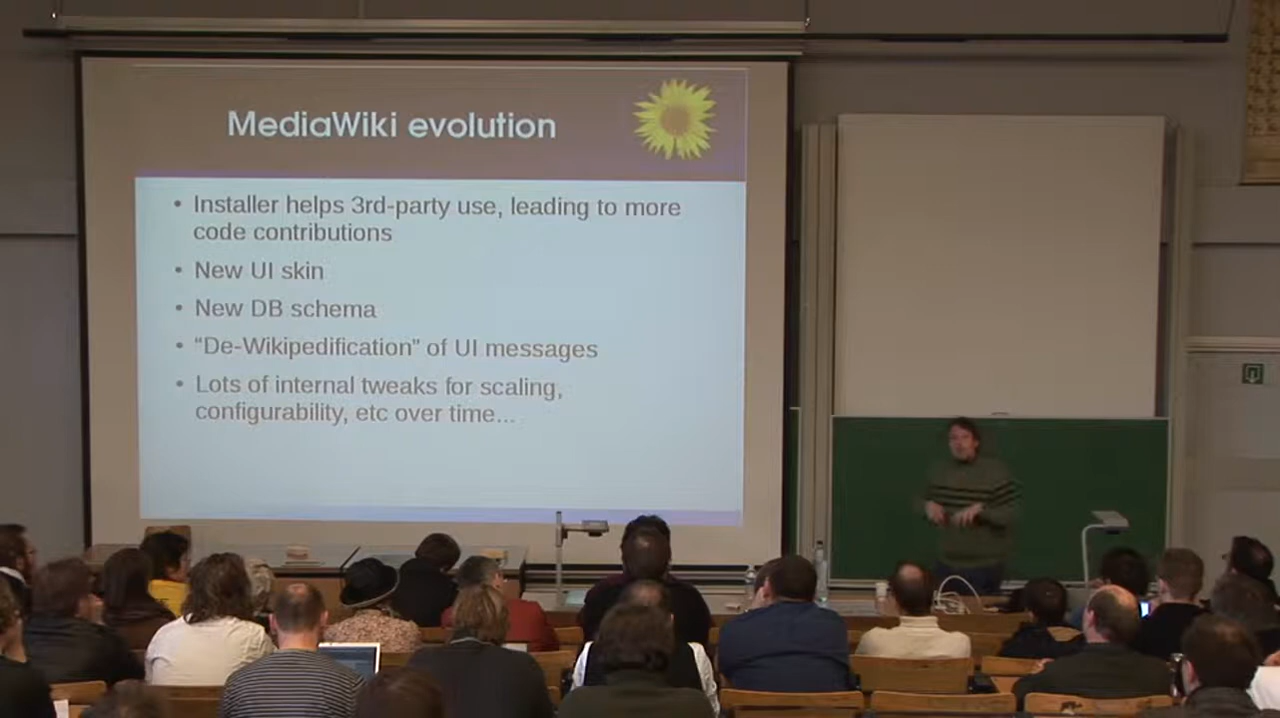 MediaWiki evolution
• Installer helps 3rd-party use, leading to more
code contributions
• New UI skin
• New DB schema
• “De-Wikipedification” of UI messages
• Lots of internal tweaks for scaling,
configurability, etc over time...